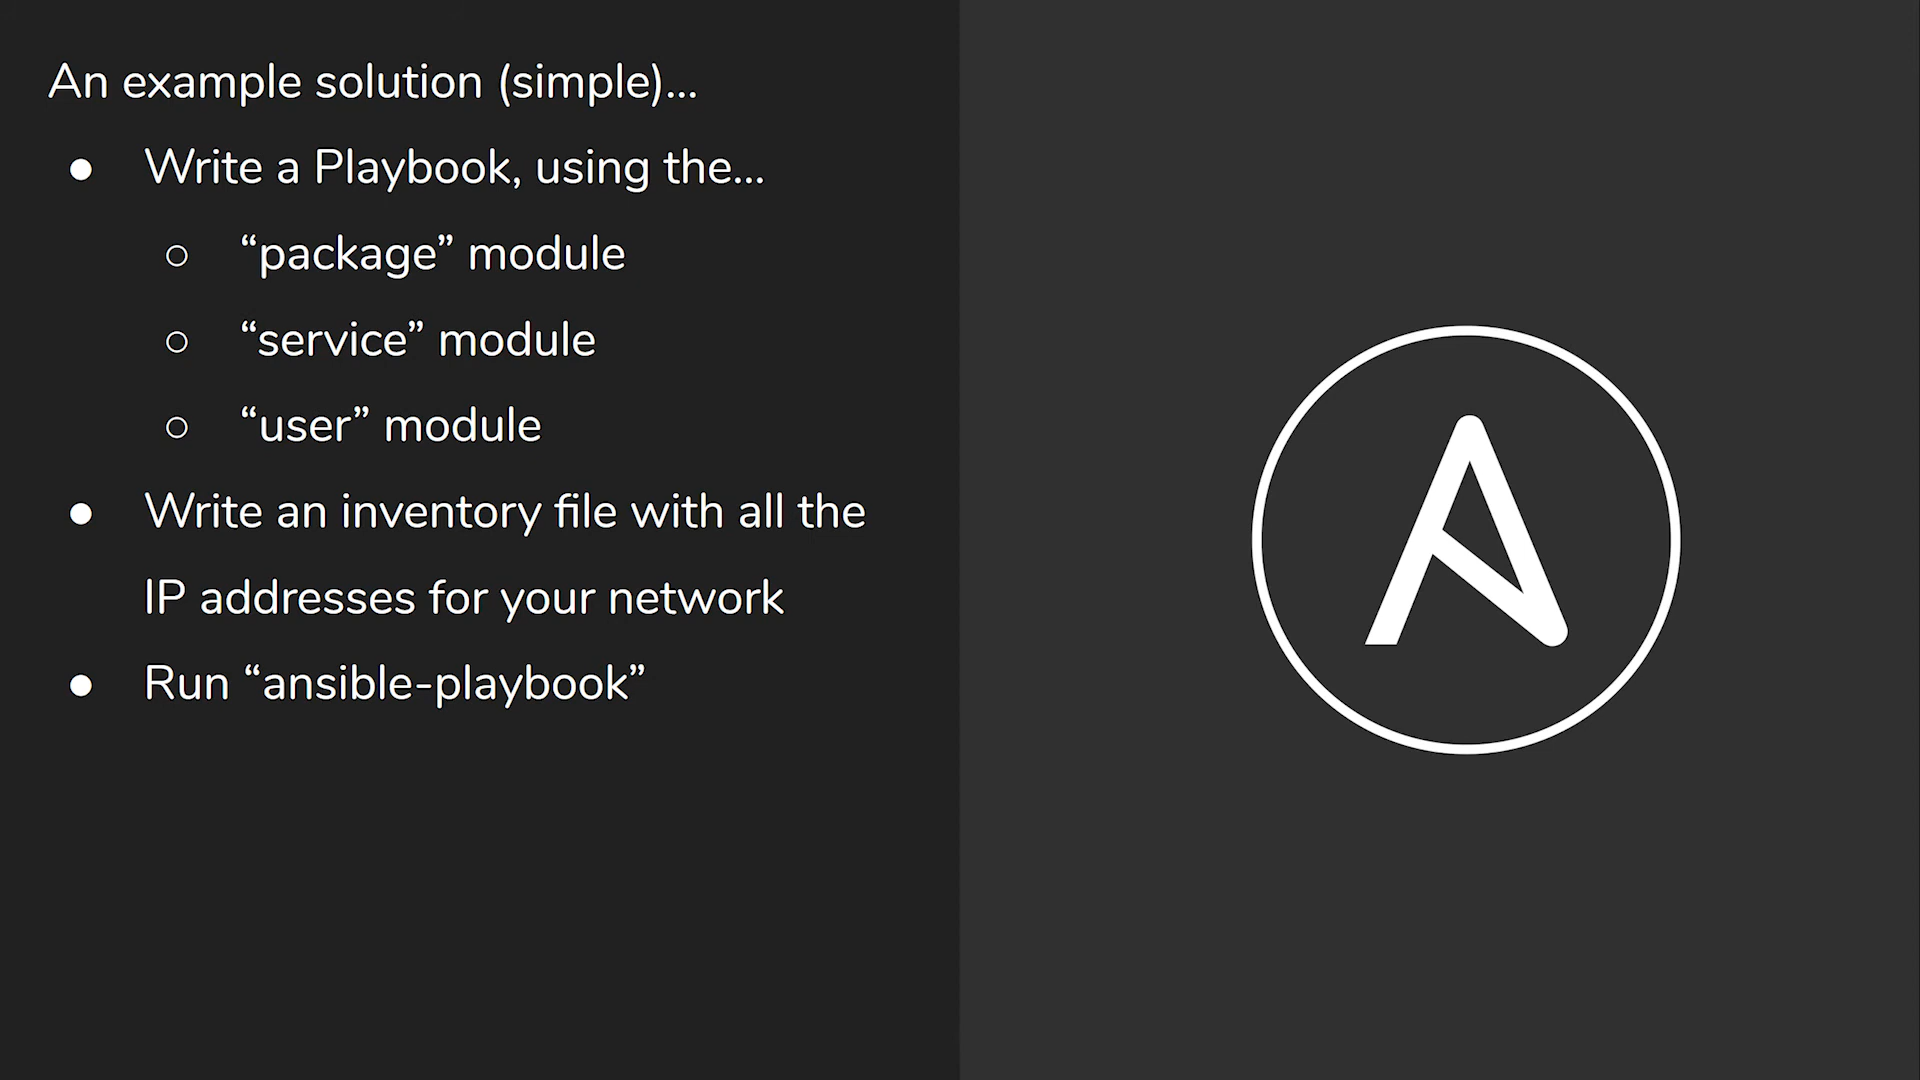 An example solution (simple)...
● Write a Playbook, using the...
○ “package” module
○ “service” module
○ “user” module
● Write an inventory file with all the
IP addresses for your network
● Run “ansible-playbook”